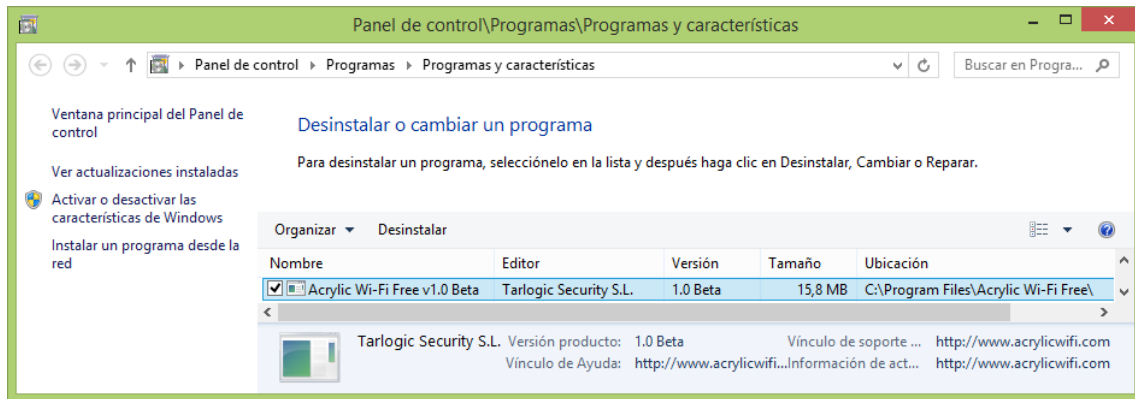 Panel de control\Programas\Programas y características
Panel de control Programas Programas y características
Buscar en Progra...
Ventana principal del Panel de control
Ver actualizaciones instaladas
Activar o desactivar las características de Windows
Instalar un programa desde la red
Desinstalar o cambiar un programa
Para desinstalar un programa, selecciónelo en la lista y después haga clic en Desinstalar, Cambiar o Reparar.
Organizar Desinstalar
Nombre Editor Versión Tamaño Ubicación
Acrylic Wi-Fi Free v1.0 Beta Tarlogic Security S.L. 1.0 Beta 15,8 MB C:\Program Files\Acrylic Wi-Fi Free\
Tarlogic Security S.L. Versión producto: 1.0 Beta Vínculo de soporte ... http://www.acrylicwifi.com
Vínculo de Ayuda: http://www.acrylicwifi...Información de act... http://www.acrylicwifi.com